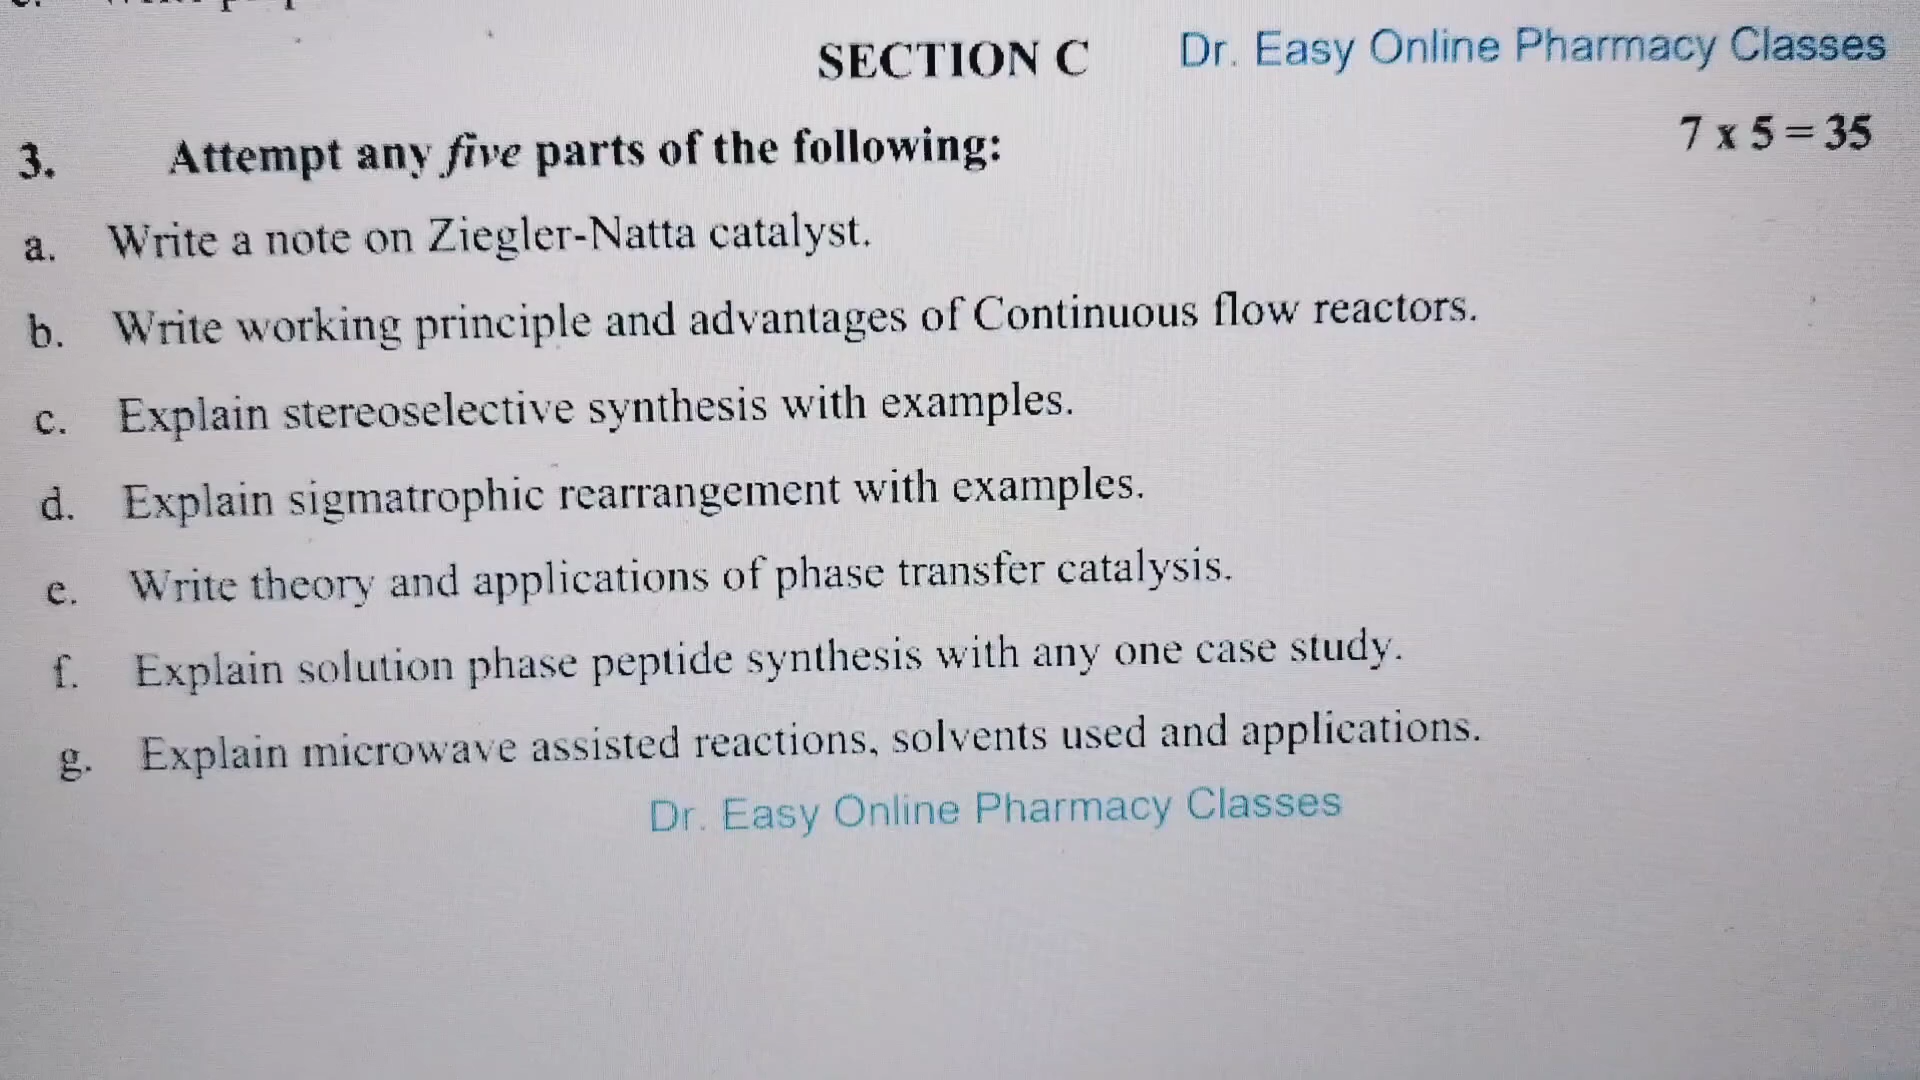 SECTION C Dr. Easy Online Pharmacy Classes
3. Attempt any five parts of the following: 7 x 5 = 35
a. Write a note on Ziegler-Natta catalyst.
b. Write working principle and advantages of Continuous flow reactors.
c. Explain stereoselective synthesis with examples.
d. Explain sigmatrophic rearrangement with examples.
e. Write theory and applications of phase transfer catalysis.
f. Explain solution phase peptide synthesis with any one case study.
g. Explain microwave assisted reactions, solvents used and applications.
Dr. Easy Online Pharmacy Classes